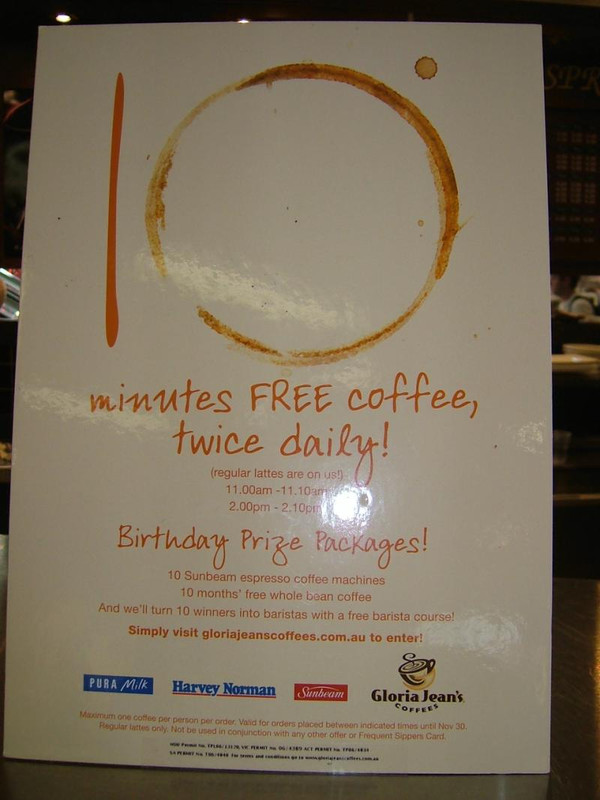 10
minutes FREE coffee,
twice daily!
(regular lattes are on us!)
11.00am -11.10am
2.00pm - 2.10pm
Birthday Prize Packages!
10 Sunbeam espresso coffee machines
10 months' free whole bean coffee
And we'll turn 10 winners into baristas with a free barista course!
Simply visit gloriajeanscoffees.com.au to enter!
PURA Milk Harvey Norman Sunbeam Gloria Jean's
COFFEES
Maximum one coffee per person per order. Valid for orders placed between indicated times until Nov 30.
Regular lattes only. Not be used in conjunction with any other offer or Frequent Sippers Card.
SPR